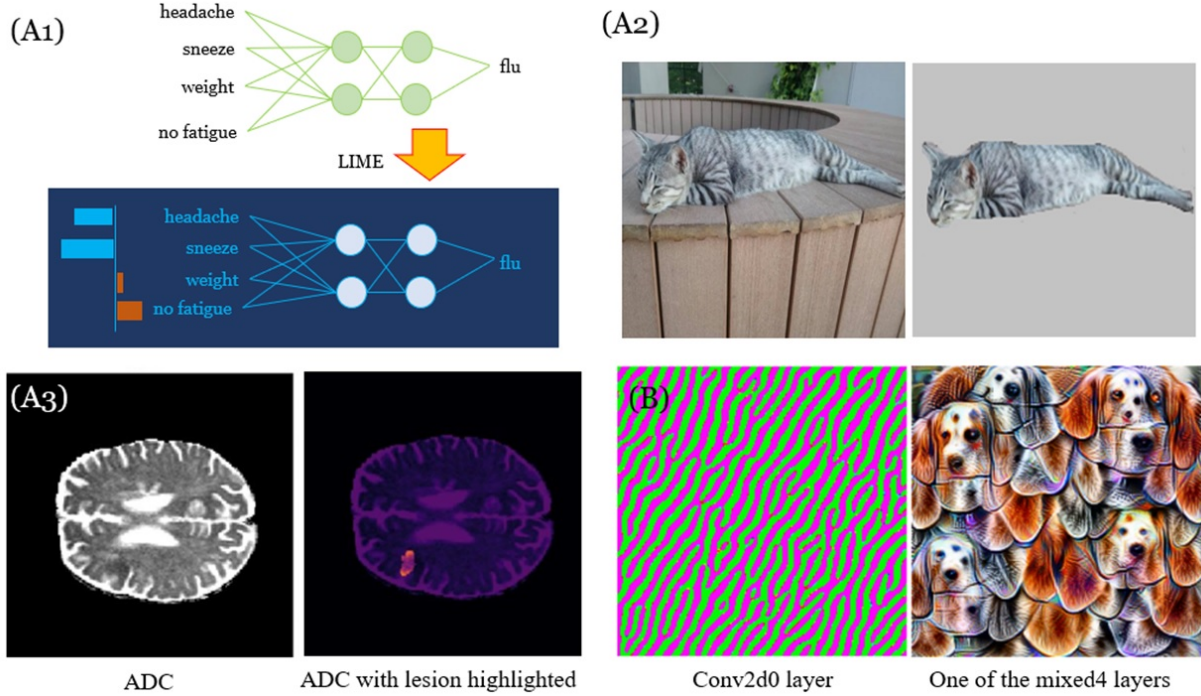 (A1)
headache
sneeze
weight
no fatigue
flu
LIME
headache
sneeze
weight
no fatigue
flu
(A2)
(A3)
ADC
ADC with lesion highlighted
(B)
Conv2d0 layer
One of the mixed4 layers